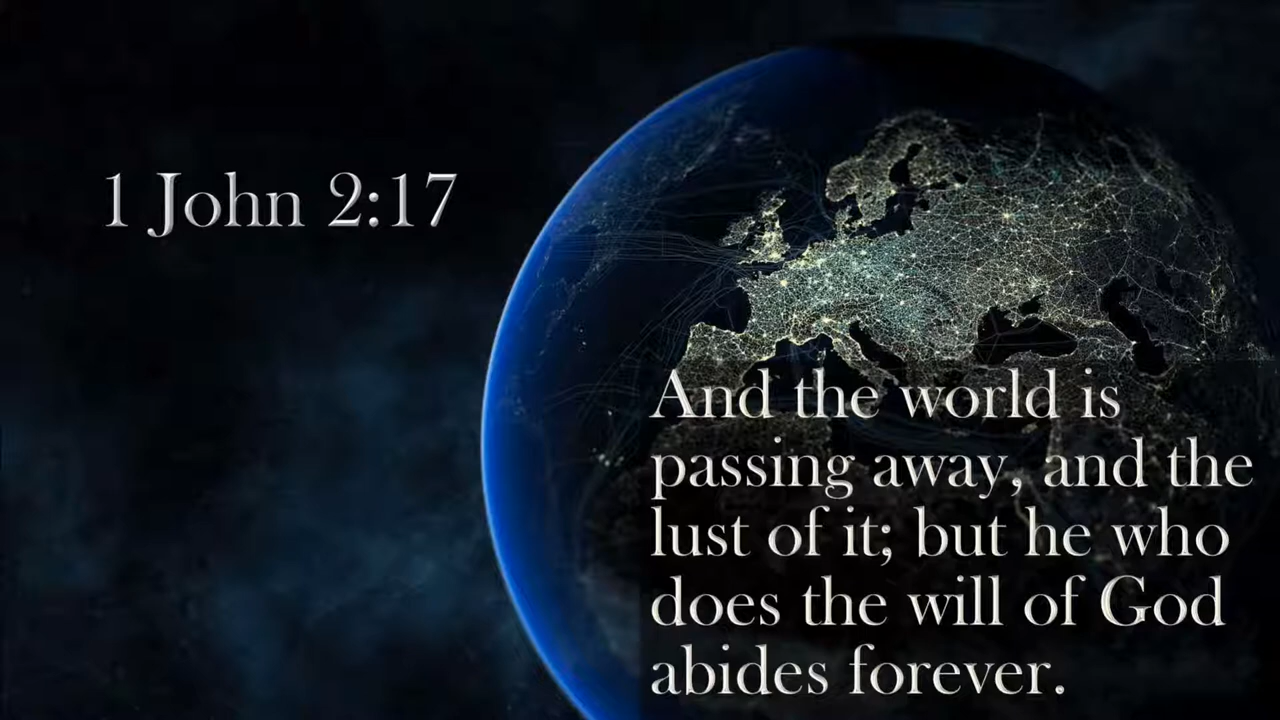 1 John 2:17
And the world is
passing away, and the
lust of it; but he who
does the will of God
abides forever.